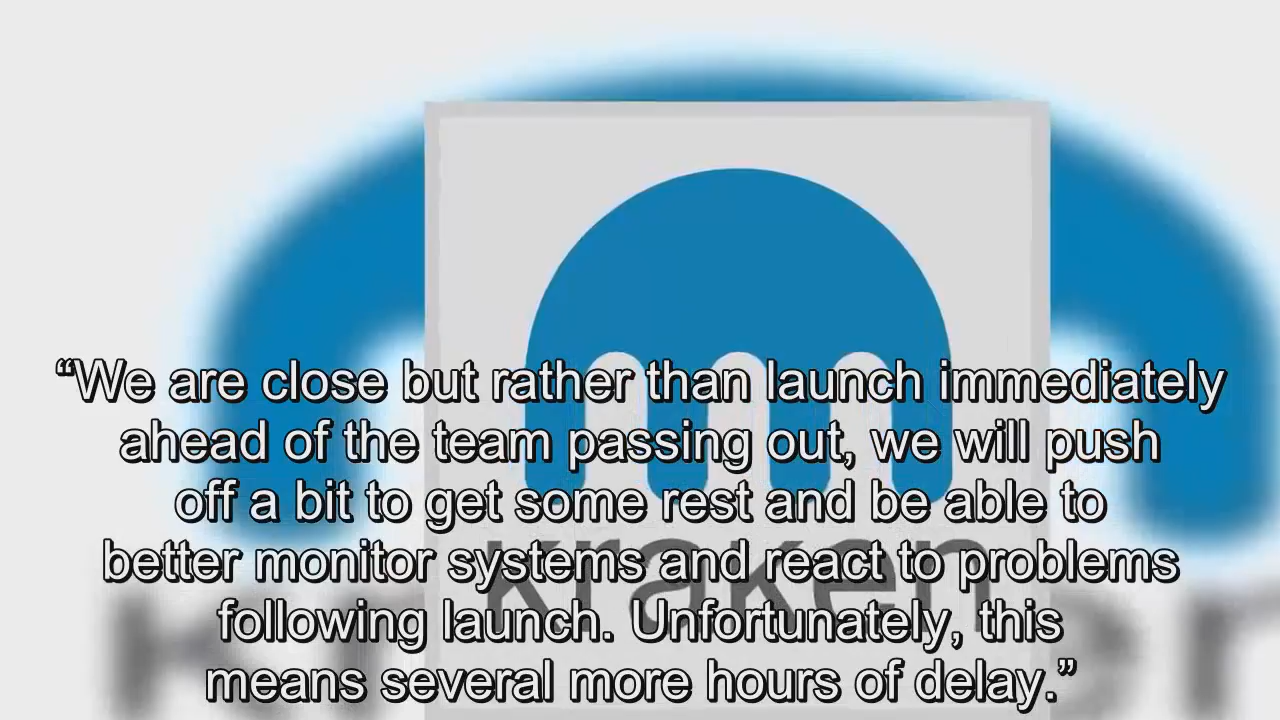 “We are close but rather than launch immediately
ahead of the team passing out, we will push
off a bit to get some rest and be able to
better monitor systems and react to problems
following launch. Unfortunately, this
means several more hours of delay.”
kraken